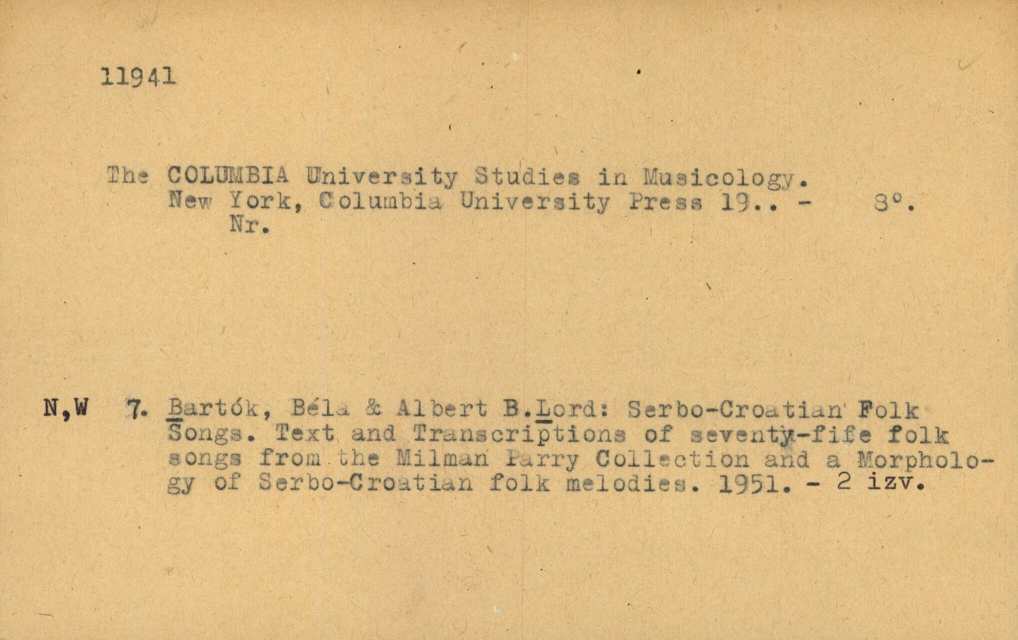 11941
The COLUMBIA University Studies in Musicology.
New York, Columbia University Press 19.. - 8°.
Nr.
N,W 7. Bartók, Béla & Albert B.Lord: Serbo-Croatian Folk
Songs. Text and Transcriptions of seventy-fife folk
songs from the Milman Parry Collection and a Morpholo-
gy of Serbo-Croatian folk melodies. 1951. - 2 izv.